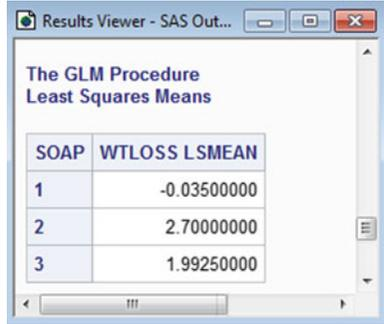 Results Viewer - SAS Out...
The GLM Procedure
Least Squares Means
SOAP WTLOSS LSMEAN
1 -0.03500000
2 2.70000000
3 1.99250000